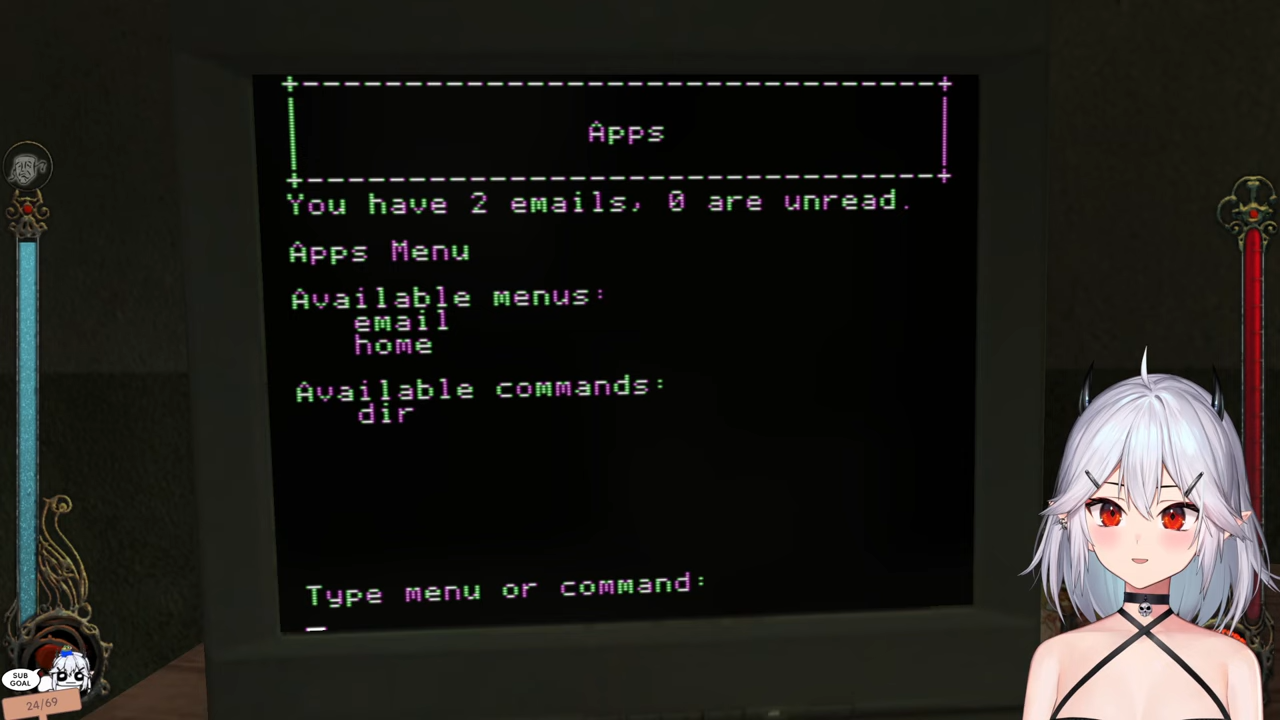 Apps
You have 2 emails, 0 are unread.
Apps Menu
Available menus:
email
home
Available commands:
dir
Type menu or command:
SUB
GOAL
24/69